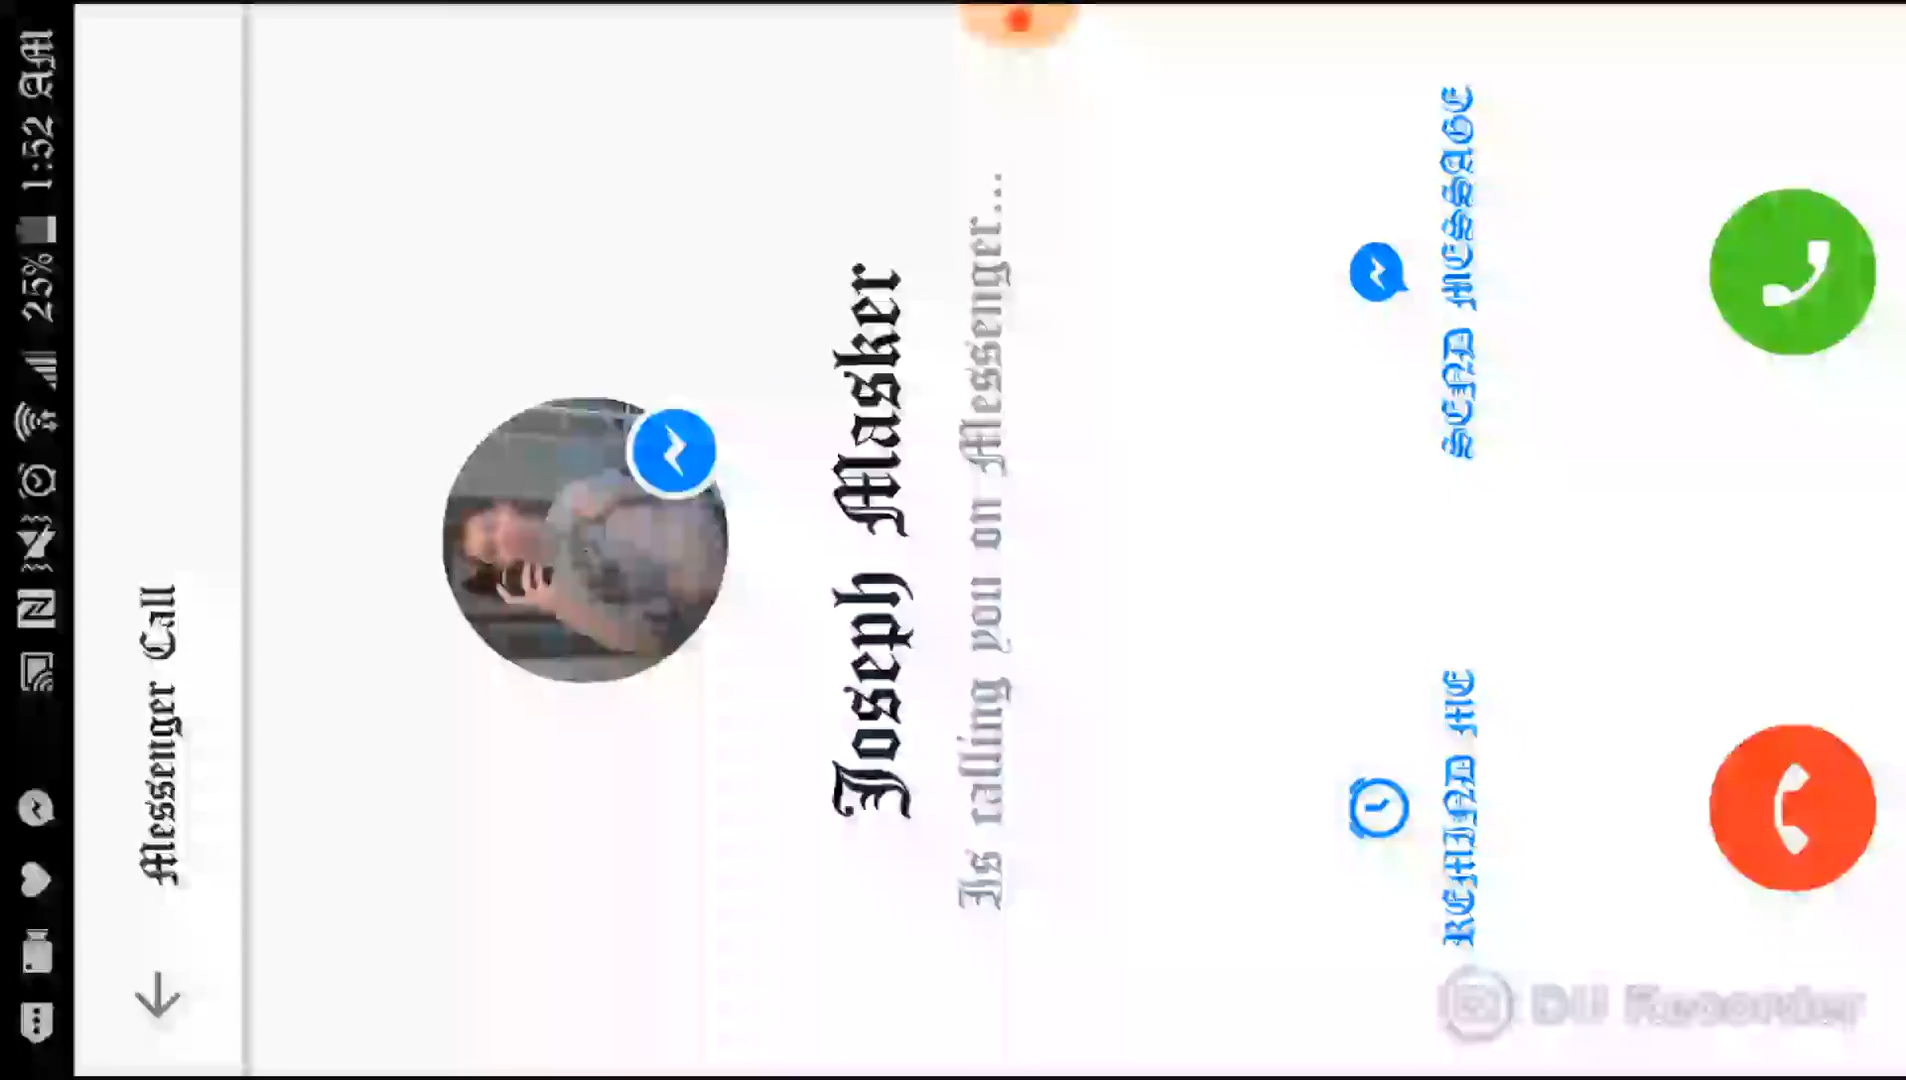 25% 1:52 AM
Messenger Call
Joseph Masker
Is calling you on Messenger...
REMIND ME
SEND MESSAGE
DU Recorder